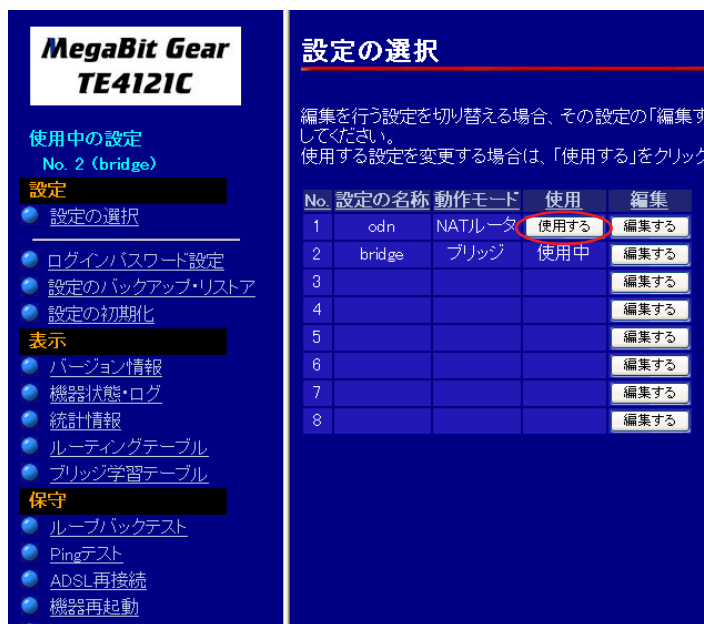 MegaBit Gear
TE4121C
使用中の設定
No. 2 (bridge)
設定
設定の選択
ログインパスワード設定
設定のバックアップ・リストア
設定の初期化
表示
バージョン情報
機器状態・ログ
統計情報
ルーティングテーブル
ブリッジ学習テーブル
保守
ループバックテスト
Pingテスト
ADSL再接続
機器再起動
設定の選択
編集を行う設定を切り替える場合、その設定の「編集す
してください。
使用する設定を変更する場合は、「使用する」をクリック
No. 設定の名称 動作モード 使用 編集
1 odn NATルータ 使用する 編集する
2 bridge ブリッジ 使用中 編集する
3 編集する
4 編集する
5 編集する
6 編集する
7 編集する
8 編集する